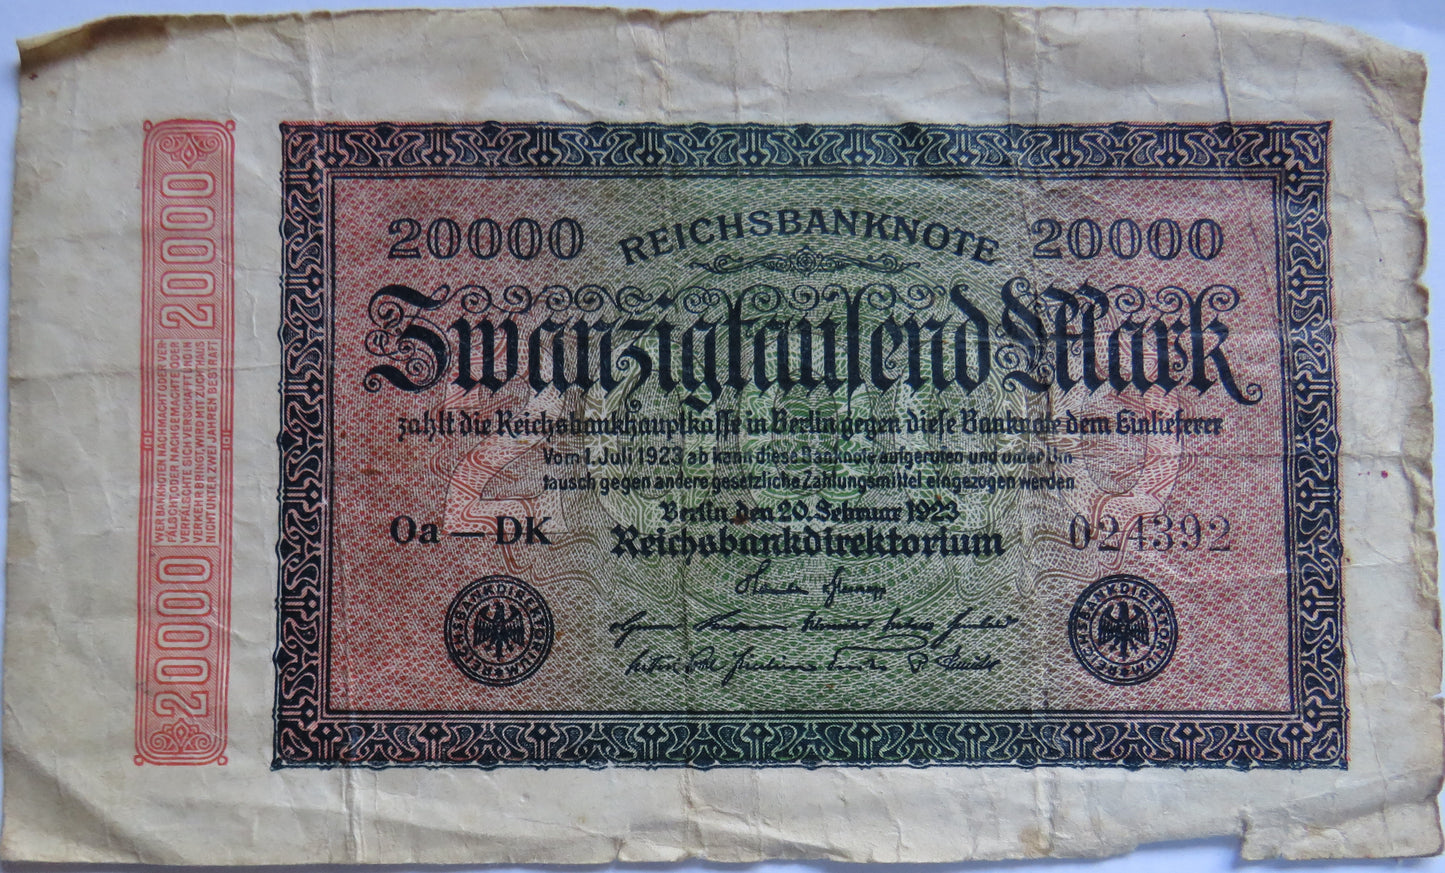 20000 REICHSBANKNOTE 20000
Zwanzigtausend Mark
zahlt die Reichsbankhauptkasse in Berlin gegen diese Banknote dem Einlieferer
Vom 1. Juli 1923 ab kann diese Banknote aufgerufen und unter Um
tausch gegen andere gesetzliche Zahlungsmittel eingezogen werden
Berlin, den 20. Februar 1923
Oa — DK Reichsbankdirektorium 024392
REICHSBANKDIREKTORIUM
REICHSBANKDIREKTORIUM
20000
WER BANKNOTEN NACHMACHT ODER VER-
FÄLSCHT, ODER NACHGEMACHTE ODER
VERFÄLSCHTE SICH VERSCHAFFT UND IN
VERKEHR BRINGT, WIRD MIT ZUCHTHAUS
NICHT UNTER ZWEI JAHREN BESTRAFT
20000